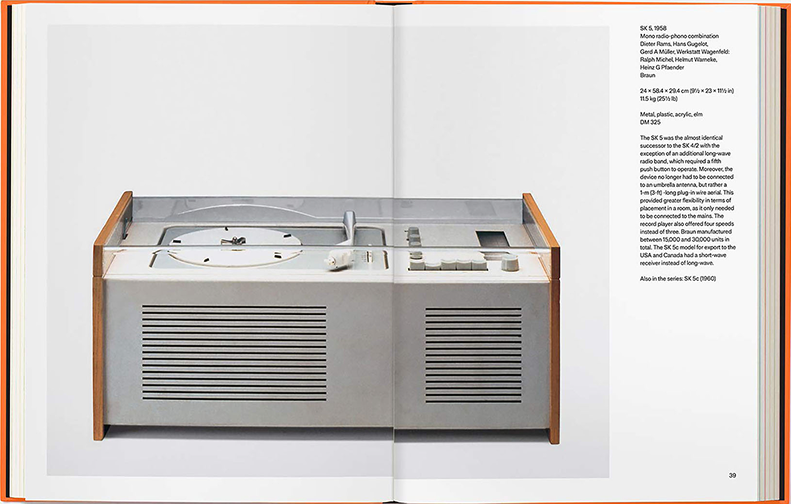 SK 5, 1958
Mono radio-phono combination
Dieter Rams, Hans Gugelot,
Gerd A Müller, Werkstatt Wagenfeld:
Ralph Michel, Helmut Warneke,
Heinz G Pfaender
Braun
24 × 58.4 × 29.4 cm (9½ × 23 × 11½ in)
11.5 kg (25½ lb)
Metal, plastic, acrylic, elm
DM 325
The SK 5 was the almost identical
successor to the SK 4/2 with the
exception of an additional long-wave
radio band, which required a fifth
push button to operate. Moreover, the
device no longer had to be connected
to an umbrella antenna, but rather a
1-m (3-ft) -long plug-in wire aerial. This
provided greater flexibility in terms of
placement in a room, as it only needed
to be connected to the mains. The
record player also offered four speeds
instead of three. Braun manufactured
between 15,000 and 30,000 units in
total. The SK 5c model for export to the
USA and Canada had a short-wave
receiver instead of long-wave.
Also in the series: SK 5c (1960)
39